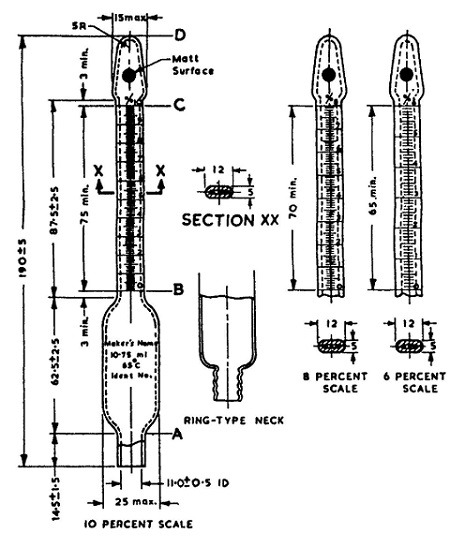 190±5
14·5±1·5
62·5±2·5
87·5±2·5
3 min.
75 min.
3 min.
X
X
5R
15 max.
25 max.
11·0±0·5 ID
Maker's Name
10·75 ml
65°C
Ident No.
A
B
C
D
Matt
Surface
10 PERCENT SCALE
RING-TYPE NECK
SECTION XX
12
5
70 min.
8 PERCENT
SCALE
12
5
65 min.
6 PERCENT
SCALE
12
5